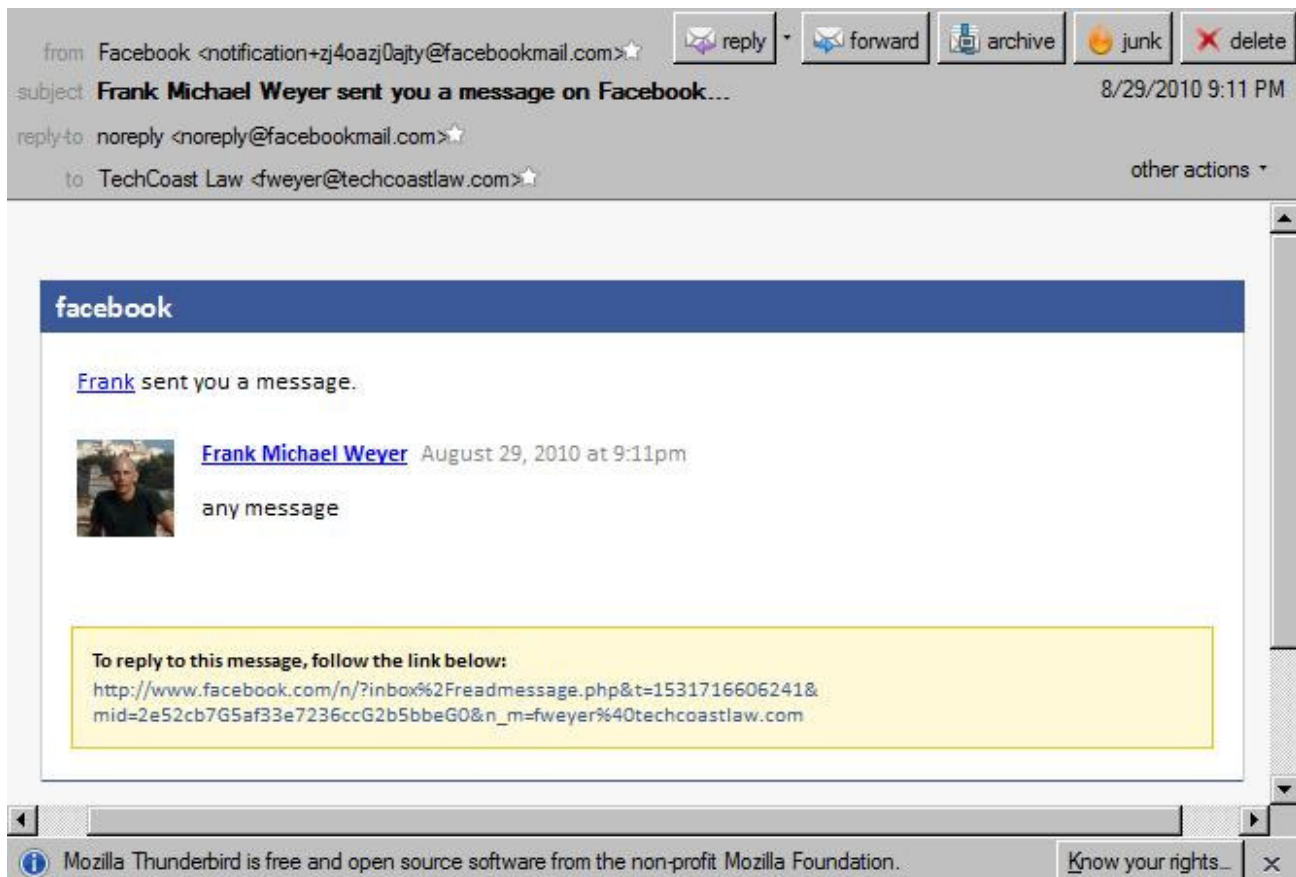 from Facebook <notification+zj4oazj0ajty@facebookmail.com>
reply forward archive junk delete
subject Frank Michael Weyer sent you a message on Facebook...
8/29/2010 9:11 PM
reply-to noreply <noreply@facebookmail.com>
to TechCoast Law <fweyer@techcoastlaw.com>
other actions
facebook
Frank sent you a message.
Frank Michael Weyer August 29, 2010 at 9:11pm
any message
To reply to this message, follow the link below:
http://www.facebook.com/n/?inbox%2Freadmessage.php&t=1531716606241&
mid=2e52cb7G5af33e7236ccG2b5bbeG0&n_m=fweyer%40techcoastlaw.com
Mozilla Thunderbird is free and open source software from the non-profit Mozilla Foundation.
Know your rights...